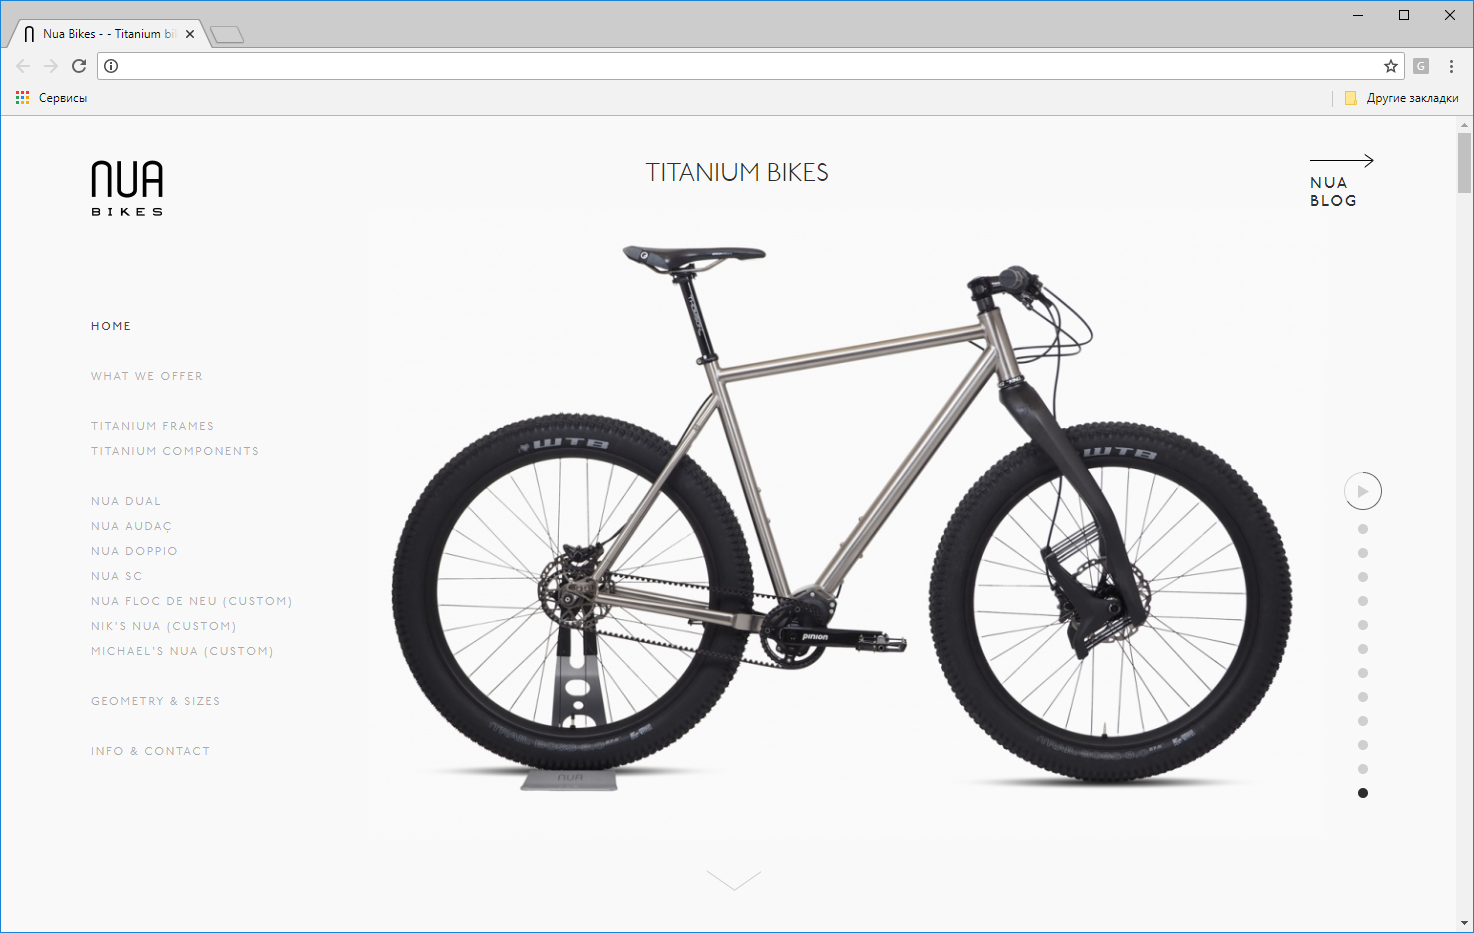 Nua Bikes - - Titanium bi
Сервисы
Другие закладки
NUA
BIKES
TITANIUM BIKES
NUA
BLOG
HOME
WHAT WE OFFER
TITANIUM FRAMES
TITANIUM COMPONENTS
NUA DUAL
NUA AUDAÇ
NUA DOPPIO
NUA SC
NUA FLOC DE NEU (CUSTOM)
NIK'S NUA (CUSTOM)
MICHAEL'S NUA (CUSTOM)
GEOMETRY & SIZES
INFO & CONTACT
THOMSON
WTB
WTB
pinion
NUA
G